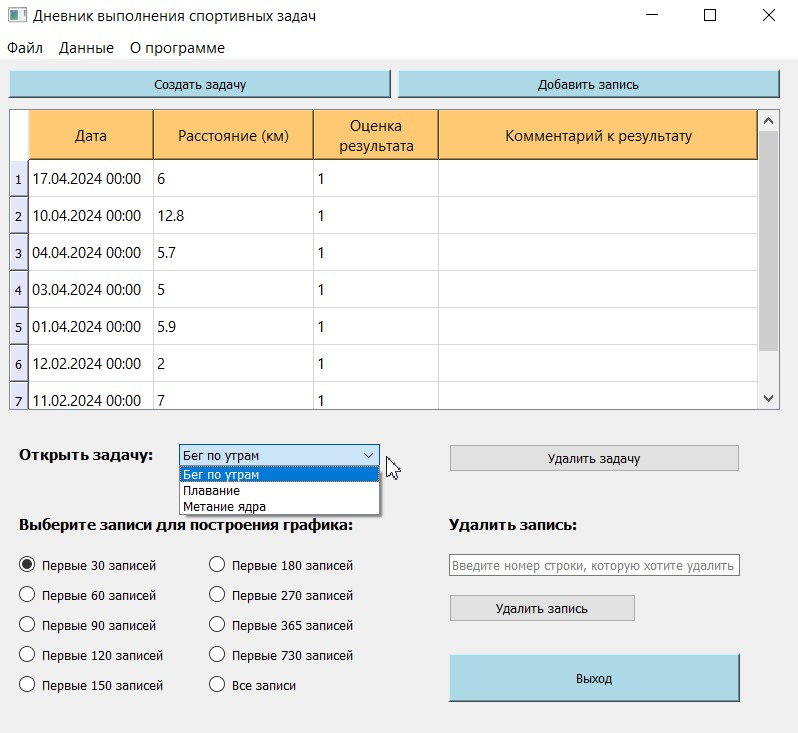 Дневник выполнения спортивных задач
Файл Данные О программе
Создать задачу Добавить запись
Дата Расстояние (км) Оценка результата Комментарий к результату
1 17.04.2024 00:00 6 1
2 10.04.2024 00:00 12.8 1
3 04.04.2024 00:00 5.7 1
4 03.04.2024 00:00 5 1
5 01.04.2024 00:00 5.9 1
6 12.02.2024 00:00 2 1
7 11.02.2024 00:00 7 1
Открыть задачу: Бег по утрам Удалить задачу
Бег по утрам
Плавание
Метание ядра
Выберите записи для построения графика: Удалить запись:
Первые 30 записей Первые 180 записей Введите номер строки, которую хотите удалить
Первые 60 записей Первые 270 записей Удалить запись
Первые 90 записей Первые 365 записей
Первые 120 записей Первые 730 записей
Первые 150 записей Все записи
Выход